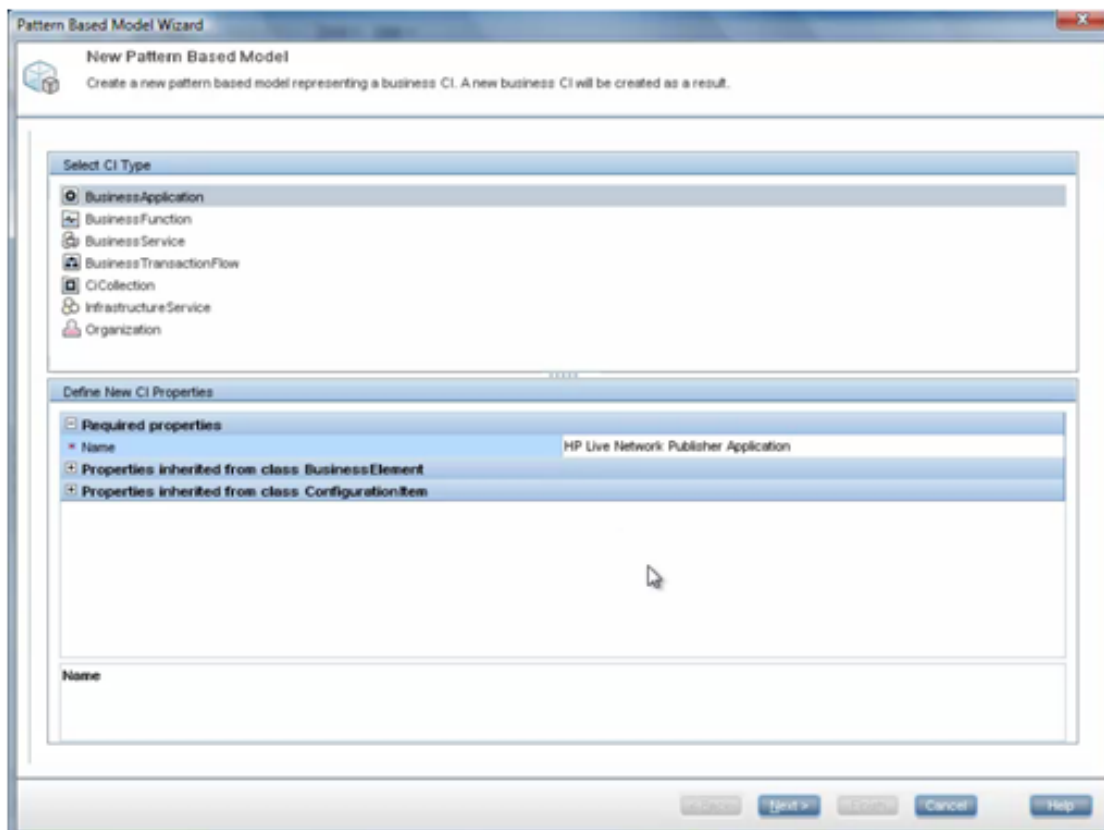 Pattern Based Model Wizard
New Pattern Based Model
Create a new pattern based model representing a business CI. A new business CI will be created as a result.
Select CI Type
BusinessApplication
BusinessFunction
BusinessService
BusinessTransactionFlow
CiCollection
InfrastructureService
Organization
Define New CI Properties
Required properties
* Name HP Live Network Publisher Application
Properties inherited from class BusinessElement
Properties inherited from class ConfigurationItem
Name
Next > Cancel Help